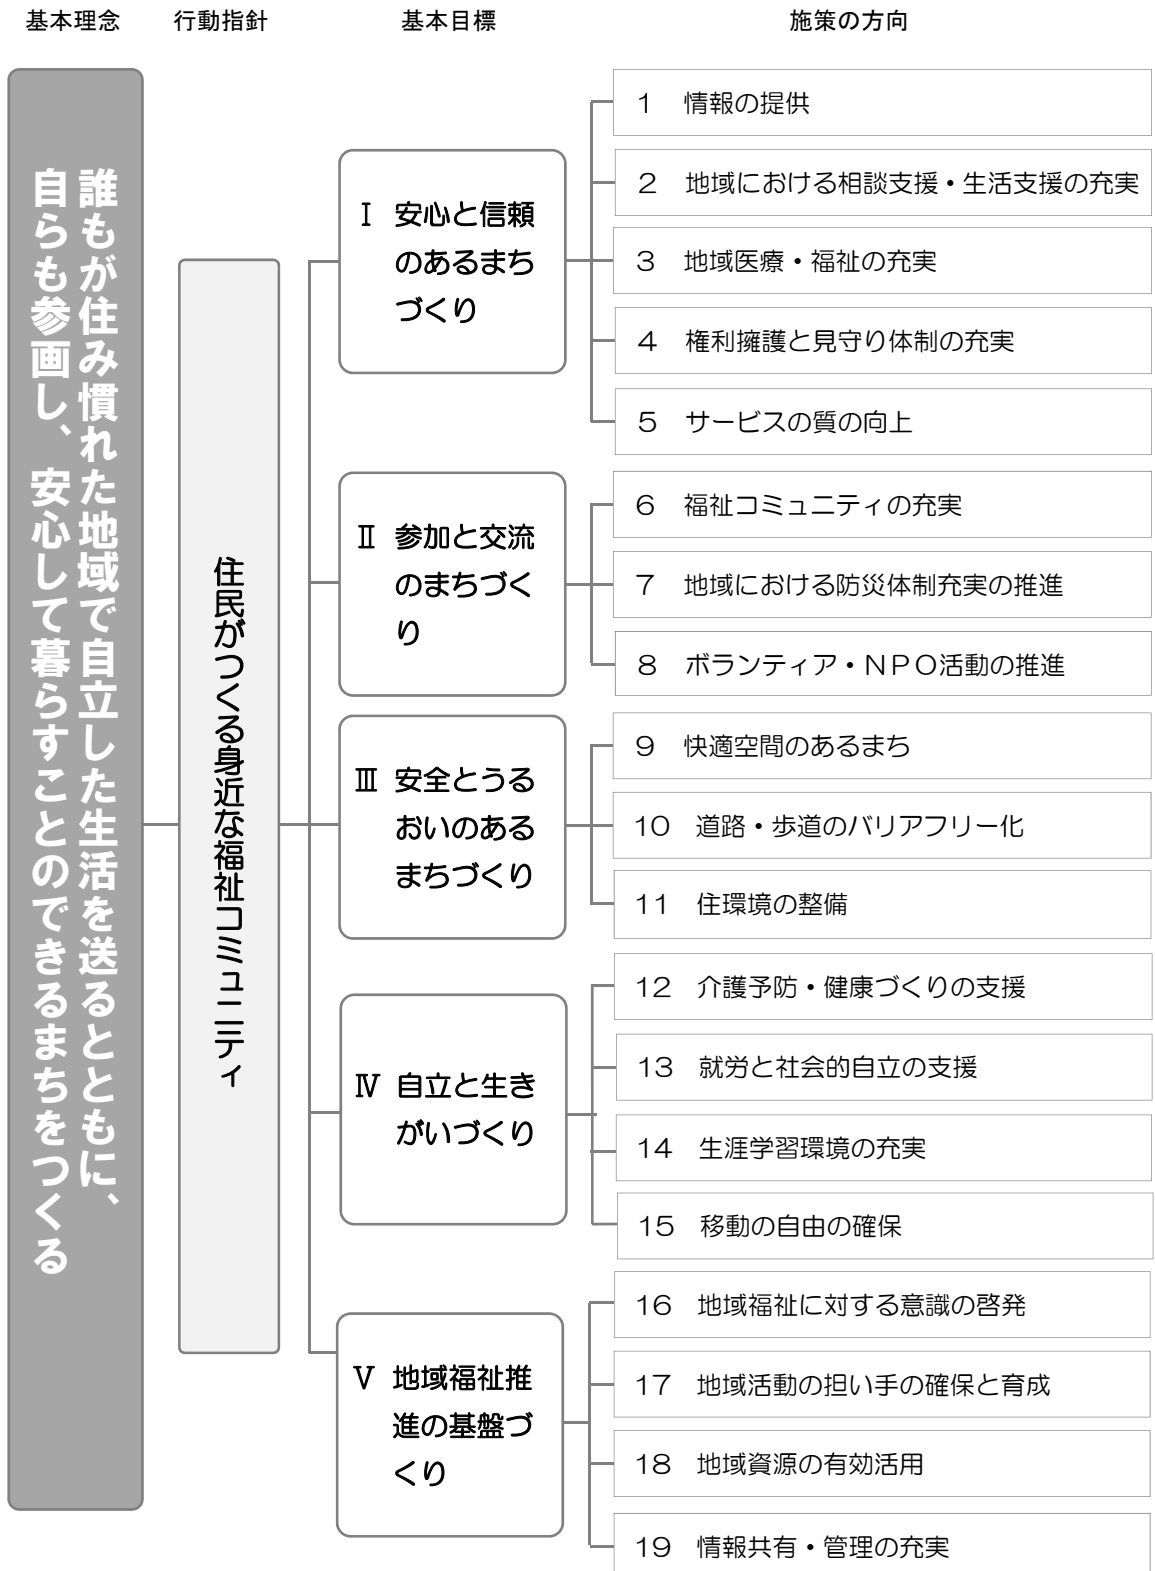 基本理念 行動指針 基本目標 施策の方向
誰もが住み慣れた地域で自立した生活を送るとともに、
自らも参画し、安心して暮らすことのできるまちをつくる
住民がつくる身近な福祉コミュニティ
Ⅰ 安心と信頼
のあるまち
づくり
1 情報の提供
2 地域における相談支援・生活支援の充実
3 地域医療・福祉の充実
4 権利擁護と見守り体制の充実
5 サービスの質の向上
Ⅱ 参加と交流
のまちづく
り
6 福祉コミュニティの充実
7 地域における防災体制充実の推進
8 ボランティア・NPO活動の推進
Ⅲ 安全とうる
おいのある
まちづくり
9 快適空間のあるまち
10 道路・歩道のバリアフリー化
11 住環境の整備
Ⅳ 自立と生き
がいづくり
12 介護予防・健康づくりの支援
13 就労と社会的自立の支援
14 生涯学習環境の充実
15 移動の自由の確保
Ⅴ 地域福祉推
進の基盤づ
くり
16 地域福祉に対する意識の啓発
17 地域活動の担い手の確保と育成
18 地域資源の有効活用
19 情報共有・管理の充実